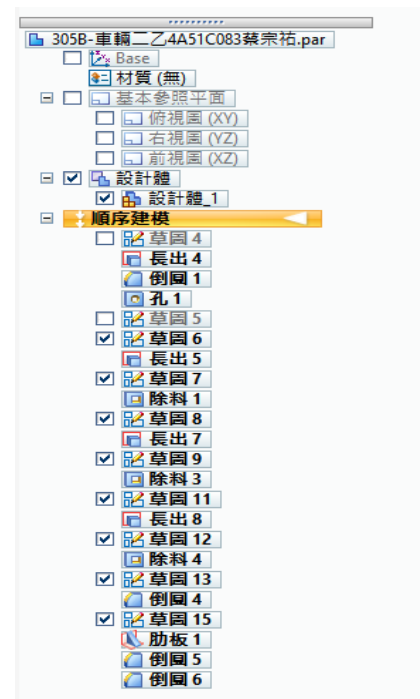 305B-車輛二乙4A51C083蔡宗祐.par
Base
材質 (無)
基本參照平面
俯視圖 (XY)
右視圖 (YZ)
前視圖 (XZ)
設計體
設計體_1
順序建模
草圖 4
長出 4
倒圓 1
孔 1
草圖 5
草圖 6
長出 5
草圖 7
除料 1
草圖 8
長出 7
草圖 9
除料 3
草圖 11
長出 8
草圖 12
除料 4
草圖 13
倒圓 4
草圖 15
肋板 1
倒圓 5
倒圓 6